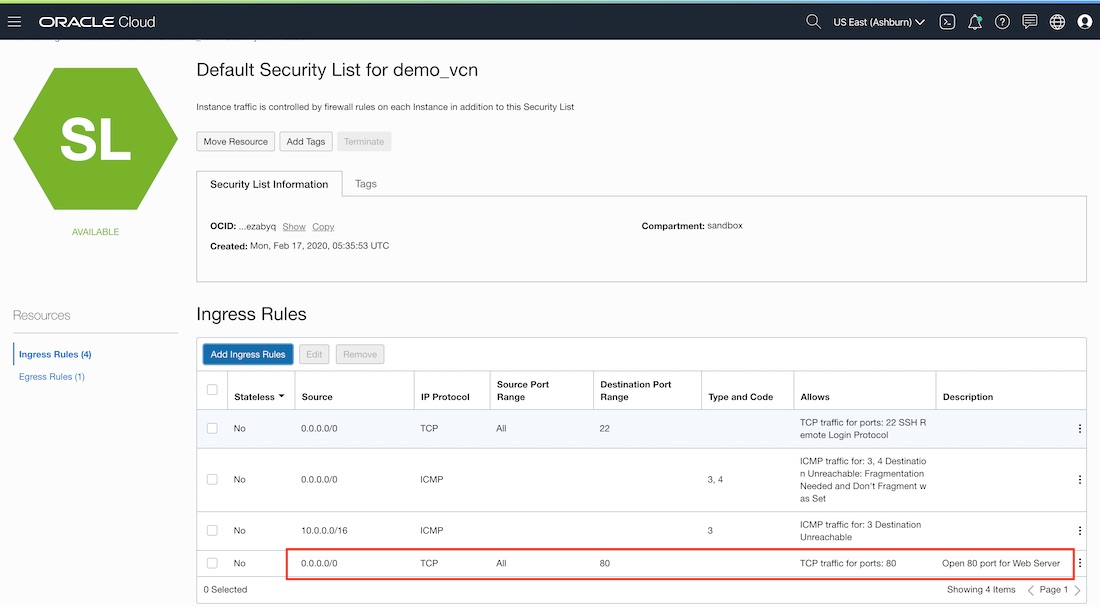 ORACLE Cloud
US East (Ashburn)
Default Security List for demo_vcn
Instance traffic is controlled by firewall rules on each Instance in addition to this Security List
Move Resource
Add Tags
Terminate
SL
AVAILABLE
Security List Information
Tags
OCID: ...ezabyq Show Copy
Compartment: sandbox
Created: Mon, Feb 17, 2020, 05:35:53 UTC
Resources
Ingress Rules (4)
Egress Rules (1)
Ingress Rules
Add Ingress Rules
Edit
Remove
Stateless
Source
IP Protocol
Source Port
Range
Destination Port
Range
Type and Code
Allows
Description
No
0.0.0.0/0
TCP
All
22
TCP traffic for ports: 22 SSH R
emote Login Protocol
No
0.0.0.0/0
ICMP
3, 4
ICMP traffic for: 3, 4 Destinatio
n Unreachable: Fragmentation
Needed and Don't Fragment w
as Set
No
10.0.0.0/16
ICMP
3
ICMP traffic for: 3 Destination
Unreachable
No
0.0.0.0/0
TCP
All
80
TCP traffic for ports: 80
Open 80 port for Web Server
0 Selected
Showing 4 Items
Page 1